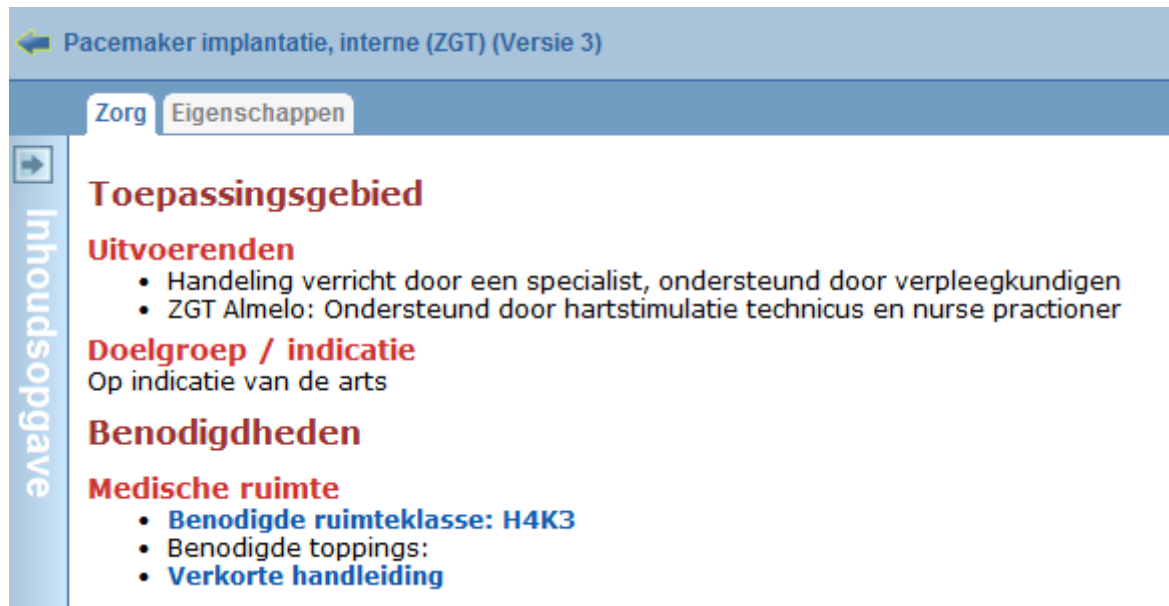 Pacemaker implantatie, interne (ZGT) (Versie 3)
Zorg Eigenschappen
Inhoudsopgave
Toepassingsgebied
Uitvoerenden
• Handeling verricht door een specialist, ondersteund door verpleegkundigen
• ZGT Almelo: Ondersteund door hartstimulatie technicus en nurse practioner
Doelgroep / indicatie
Op indicatie van de arts
Benodigdheden
Medische ruimte
• Benodigde ruimteklasse: H4K3
• Benodigde toppings:
• Verkorte handleiding